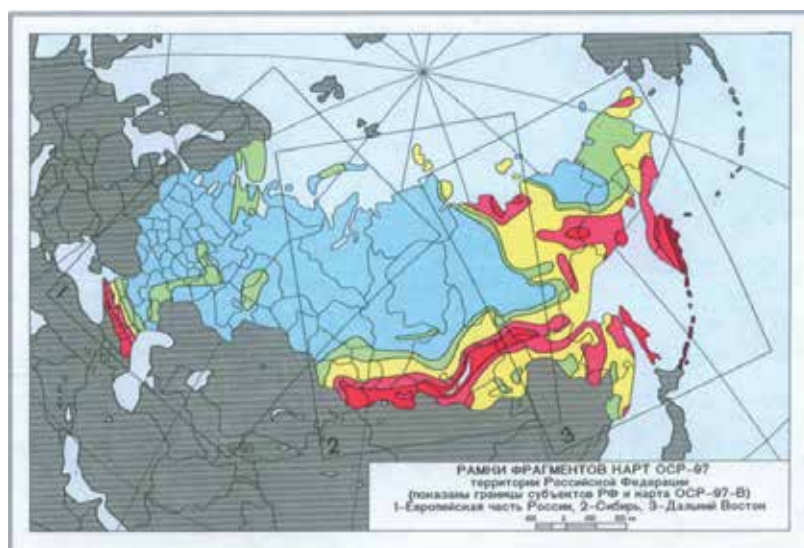 1
2
3
РАМКИ ФРАГМЕНТОВ КАРТ ОСР-97
территории Российской Федерации
(показаны границы субъектов РФ и карта ОСР-97-В)
1-Европейская часть России, 2-Сибирь, 3-Дальний Восток